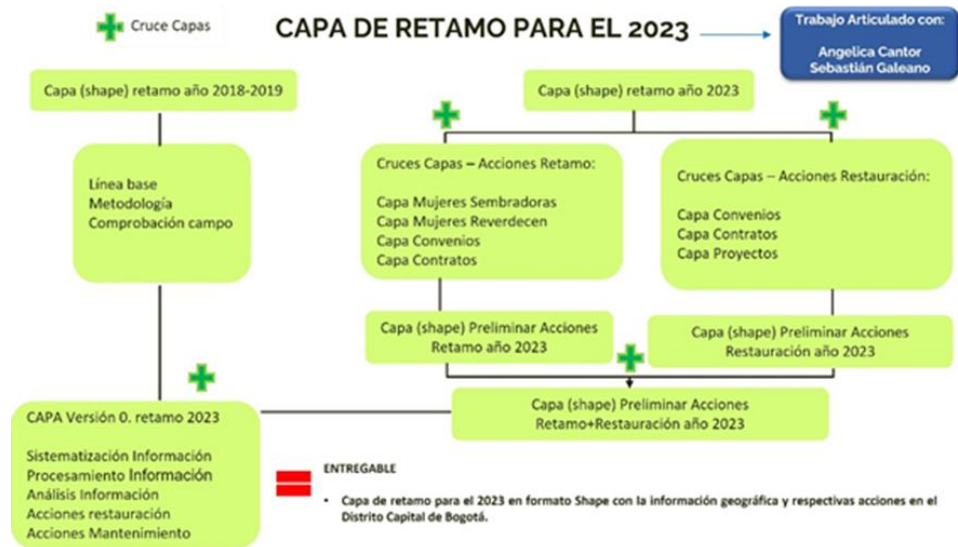 Cruce Capas
CAPA DE RETAMO PARA EL 2023
Trabajo Articulado con:
Angelica Cantor
Sebastián Galeano
Capa (shape) retamo año 2018-2019
Línea base
Metodología
Comprobación campo
Capa (shape) retamo año 2023
Cruces Capas – Acciones Retamo:
Capa Mujeres Sembradoras
Capa Mujeres Reverdecen
Capa Convenios
Capa Contratos
Cruces Capas – Acciones Restauración:
Capa Convenios
Capa Contratos
Capa Proyectos
Capa (shape) Preliminar Acciones
Retamo año 2023
Capa (shape) Preliminar Acciones
Restauración año 2023
Capa (shape) Preliminar Acciones
Retamo+Restauración año 2023
CAPA Versión 0. retamo 2023
Sistematización Información
Procesamiento Información
Análisis Información
Acciones restauración
Acciones Mantenimiento
ENTREGABLE
• Capa de retamo para el 2023 en formato Shape con la información geográfica y respectivas acciones en el
Distrito Capital de Bogotá.